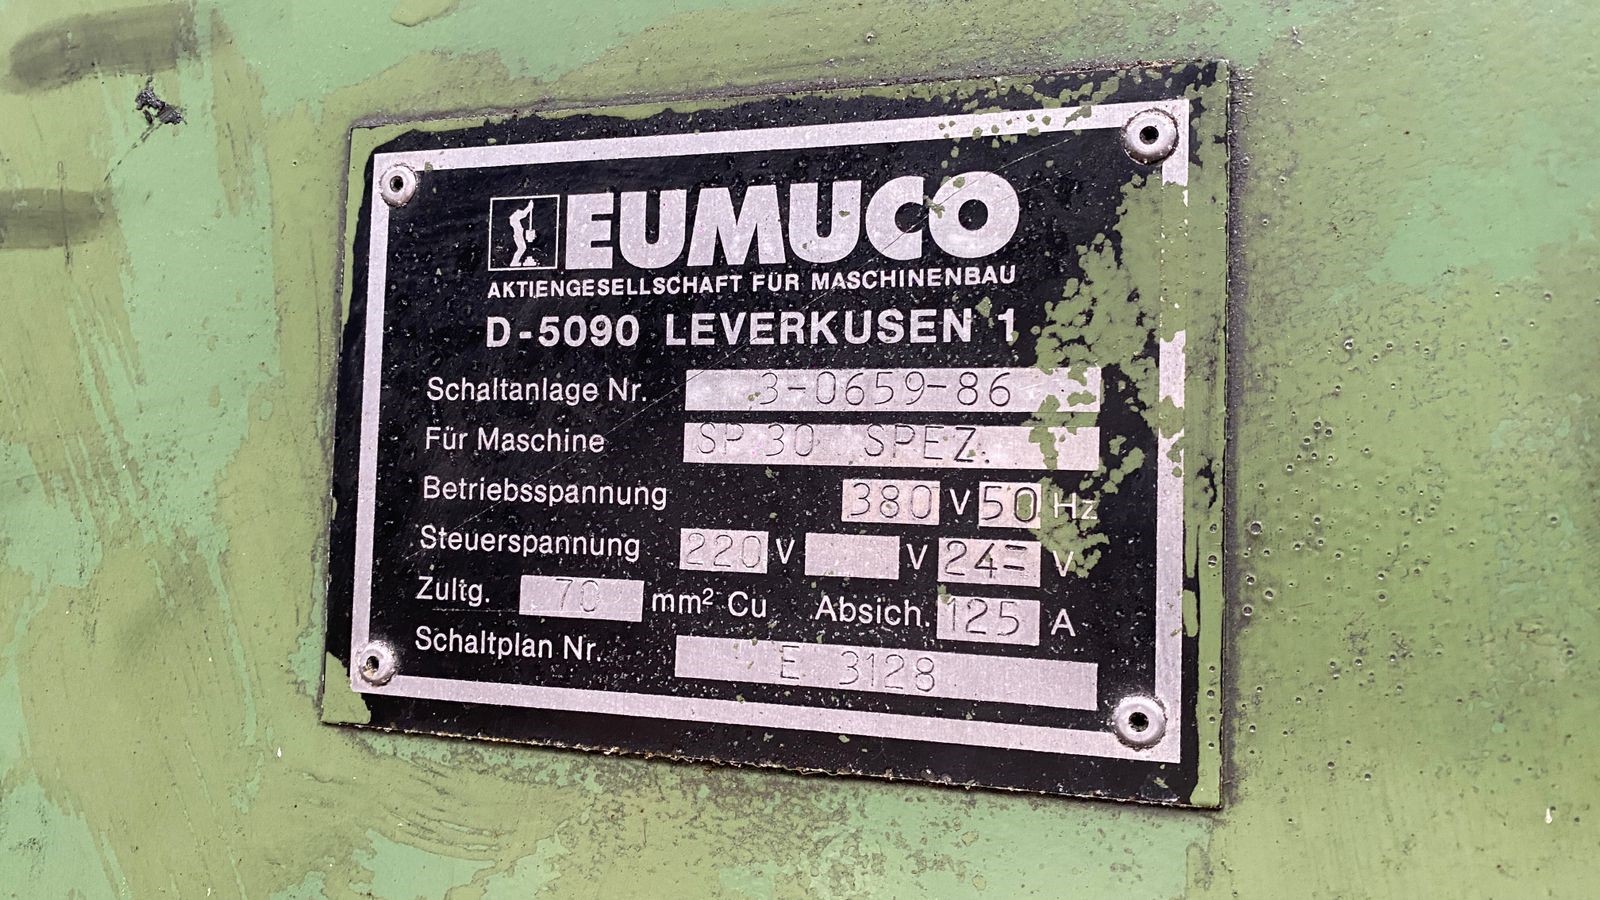 EUMUCO
AKTIENGESELLSCHAFT FÜR MASCHINENBAU
D-5090 LEVERKUSEN 1
Schaltanlage Nr. 3-0659-86
Für Maschine SP 30 SPEZ.
Betriebsspannung 380 V 50 Hz
Steuerspannung 220 V V 24= V
Zultg. 70 mm² Cu Absich. 125 A
Schaltplan Nr. E 3128